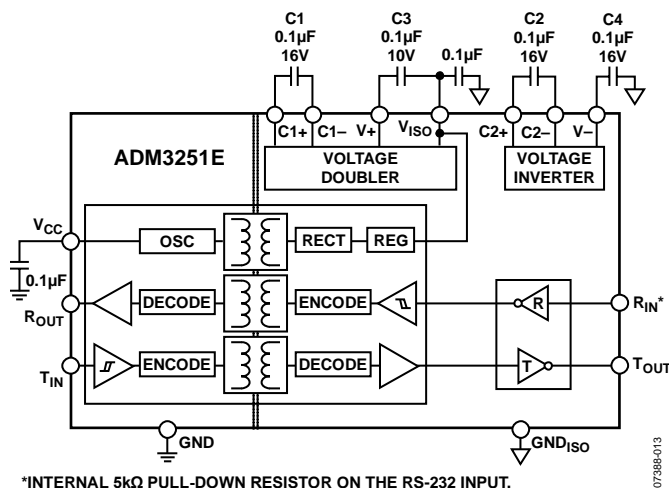 C1
0.1µF
16V
C3
0.1µF
10V
0.1µF
C2
0.1µF
16V
C4
0.1µF
16V
C1+
C1–
V+
VISO
C2+
C2–
V–
ADM3251E
VOLTAGE
DOUBLER
VOLTAGE
INVERTER
VCC
OSC
RECT
REG
0.1µF
ROUT
DECODE
ENCODE
R
RIN*
TIN
ENCODE
DECODE
T
TOUT
GND
GNDISO
*INTERNAL 5kΩ PULL-DOWN RESISTOR ON THE RS-232 INPUT.
07388-013